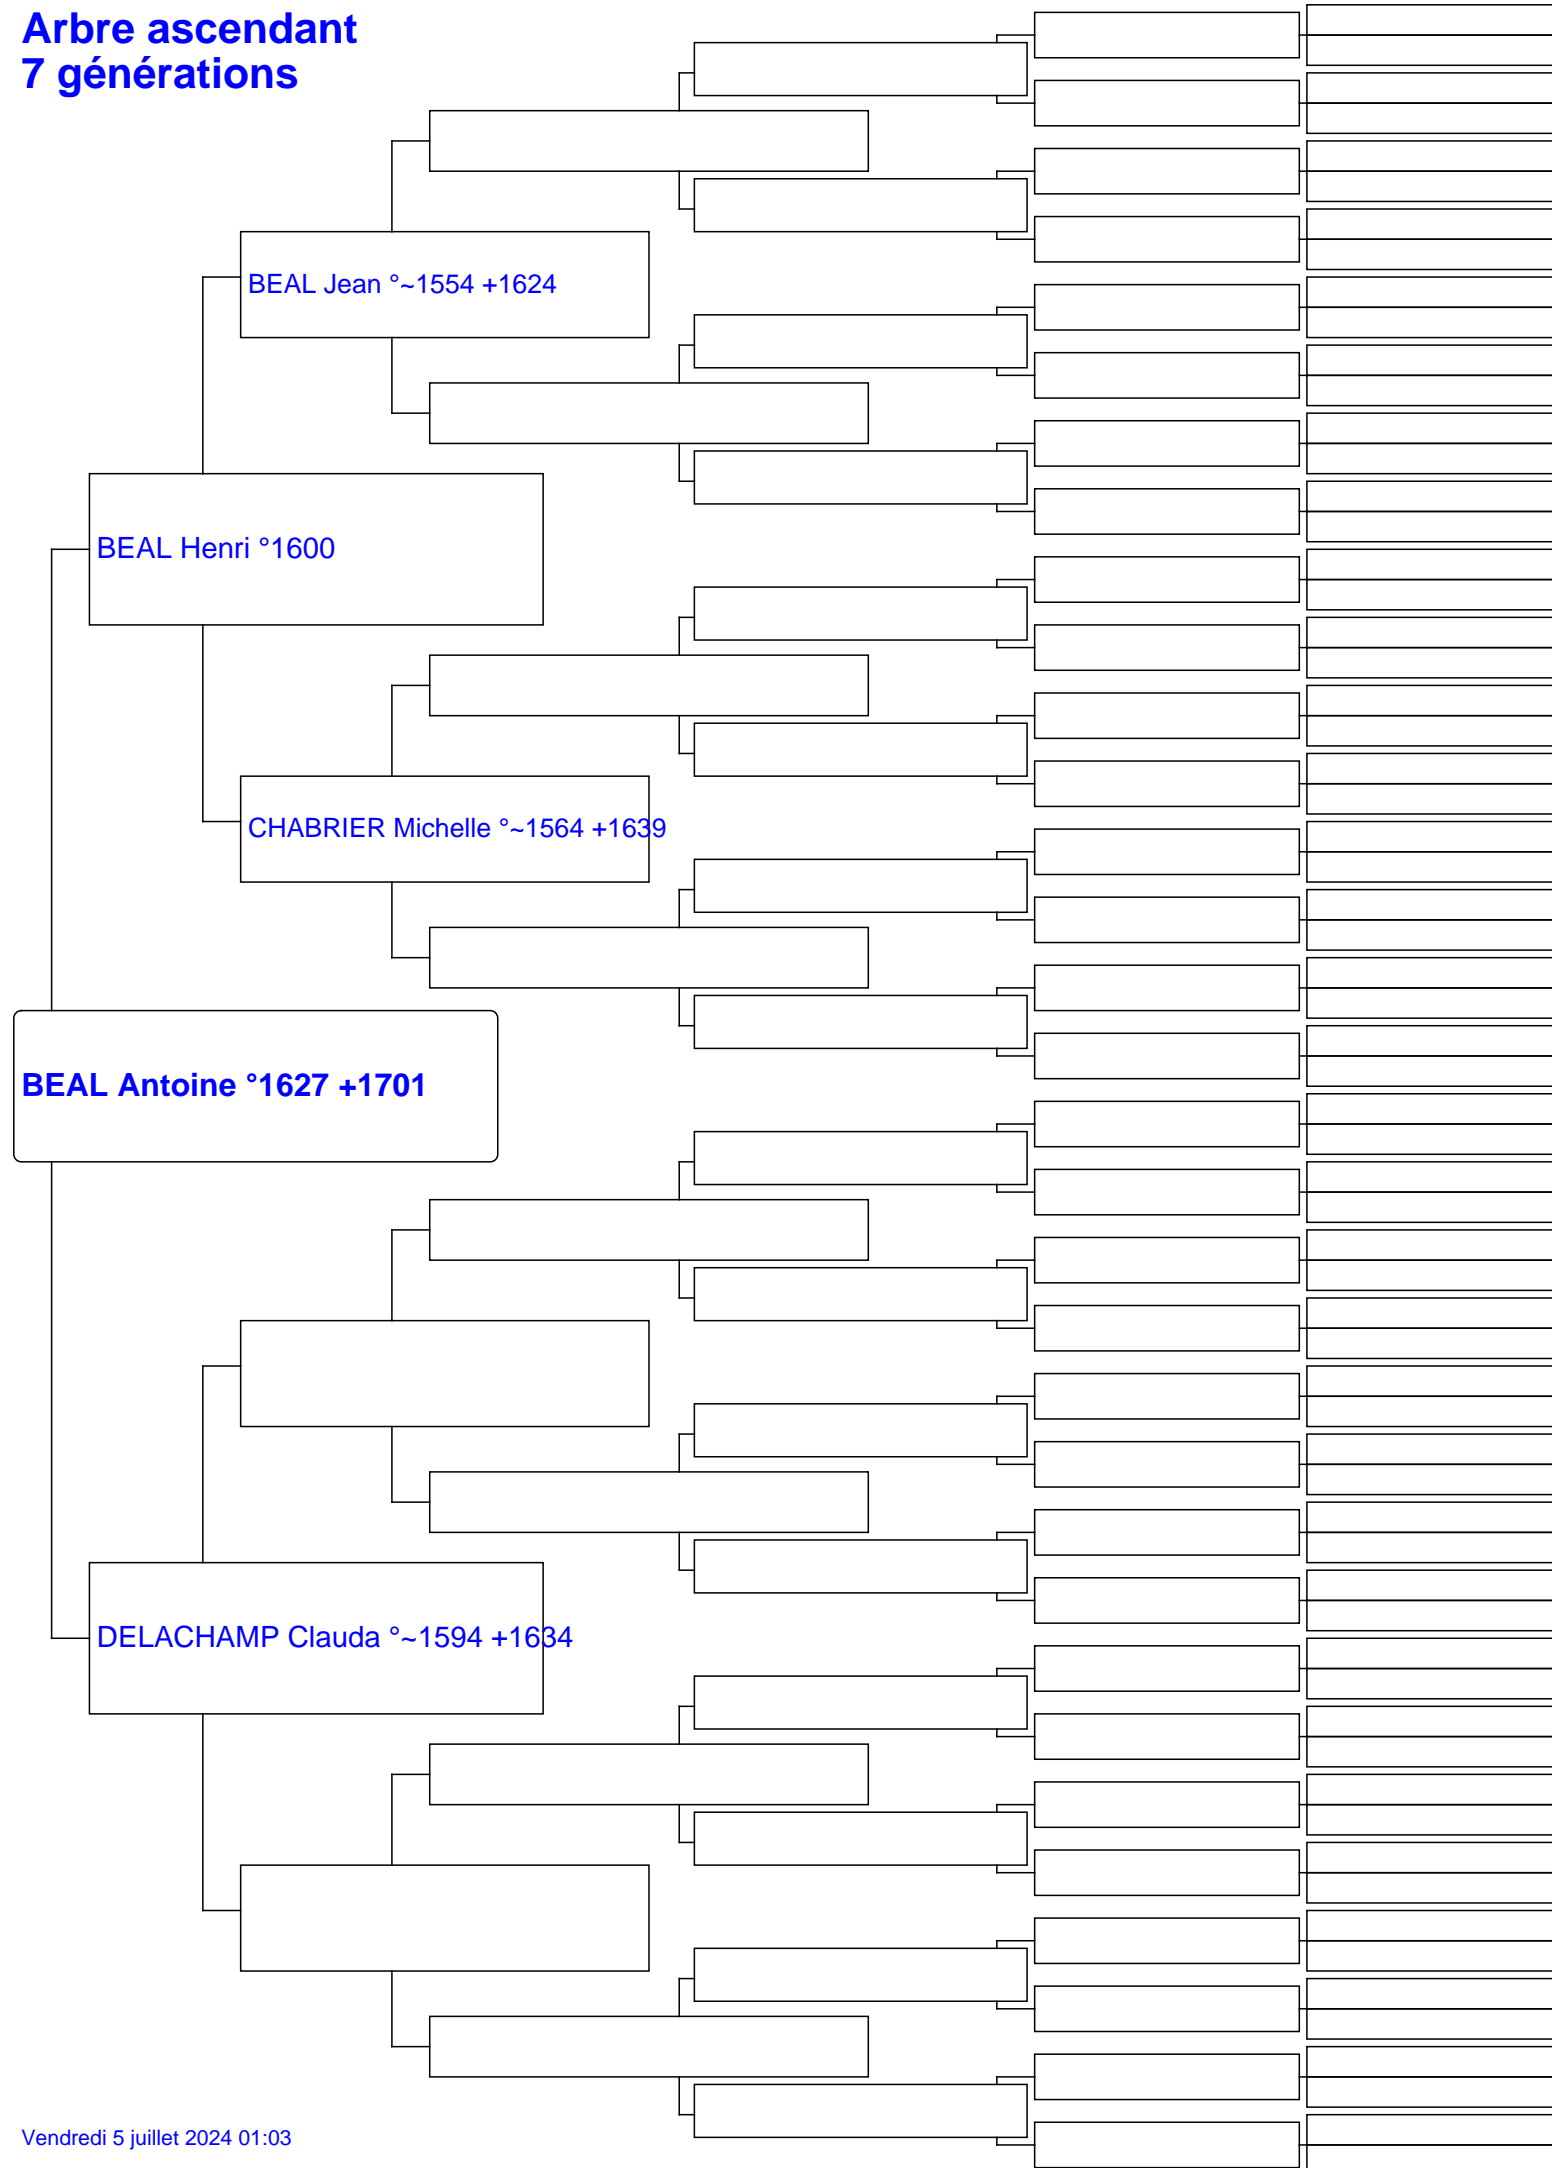 Arbre ascendant
7 générations
BEAL Jean °~1554 +1624
BEAL Henri °1600
CHABRIER Michelle °~1564 +1639
BEAL Antoine °1627 +1701
DELACHAMP Clauda °~1594 +1634
Vendredi 5 juillet 2024 01:03